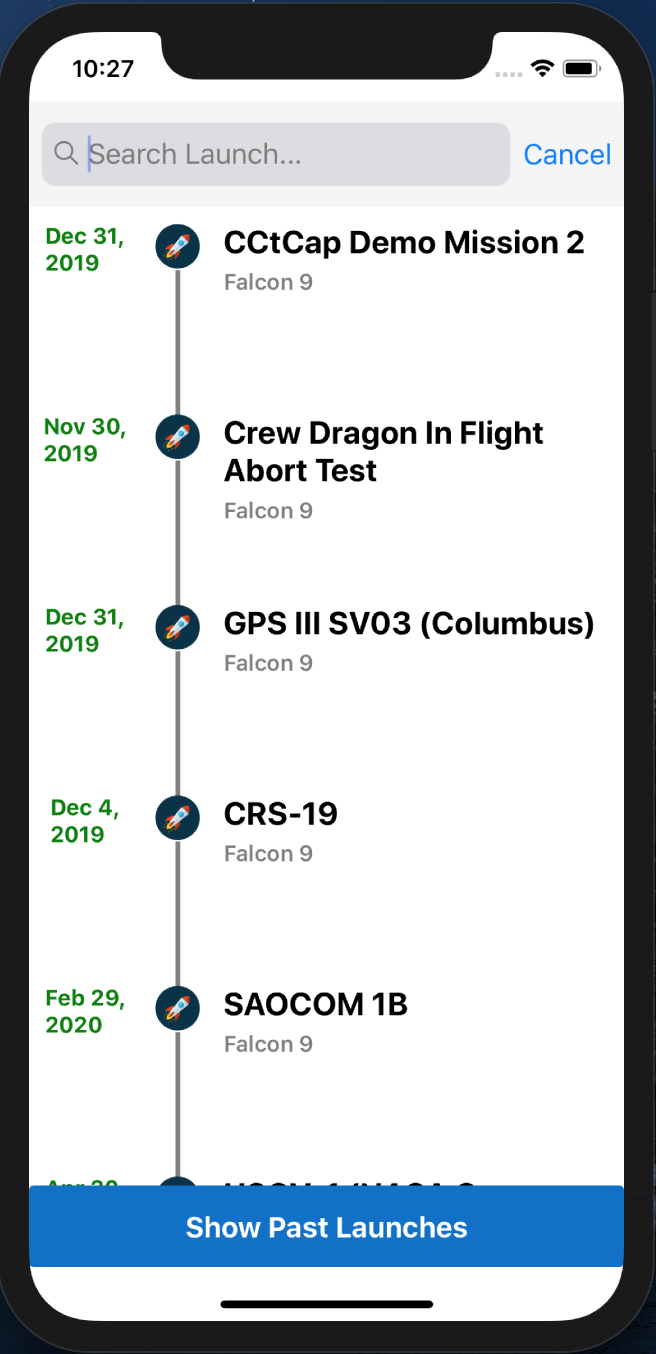 10:27
Search Launch...
Cancel
Dec 31,
2019
CCtCap Demo Mission 2
Falcon 9
Nov 30,
2019
Crew Dragon In Flight
Abort Test
Falcon 9
Dec 31,
2019
GPS III SV03 (Columbus)
Falcon 9
Dec 4,
2019
CRS-19
Falcon 9
Feb 29,
2020
SAOCOM 1B
Falcon 9
Show Past Launches